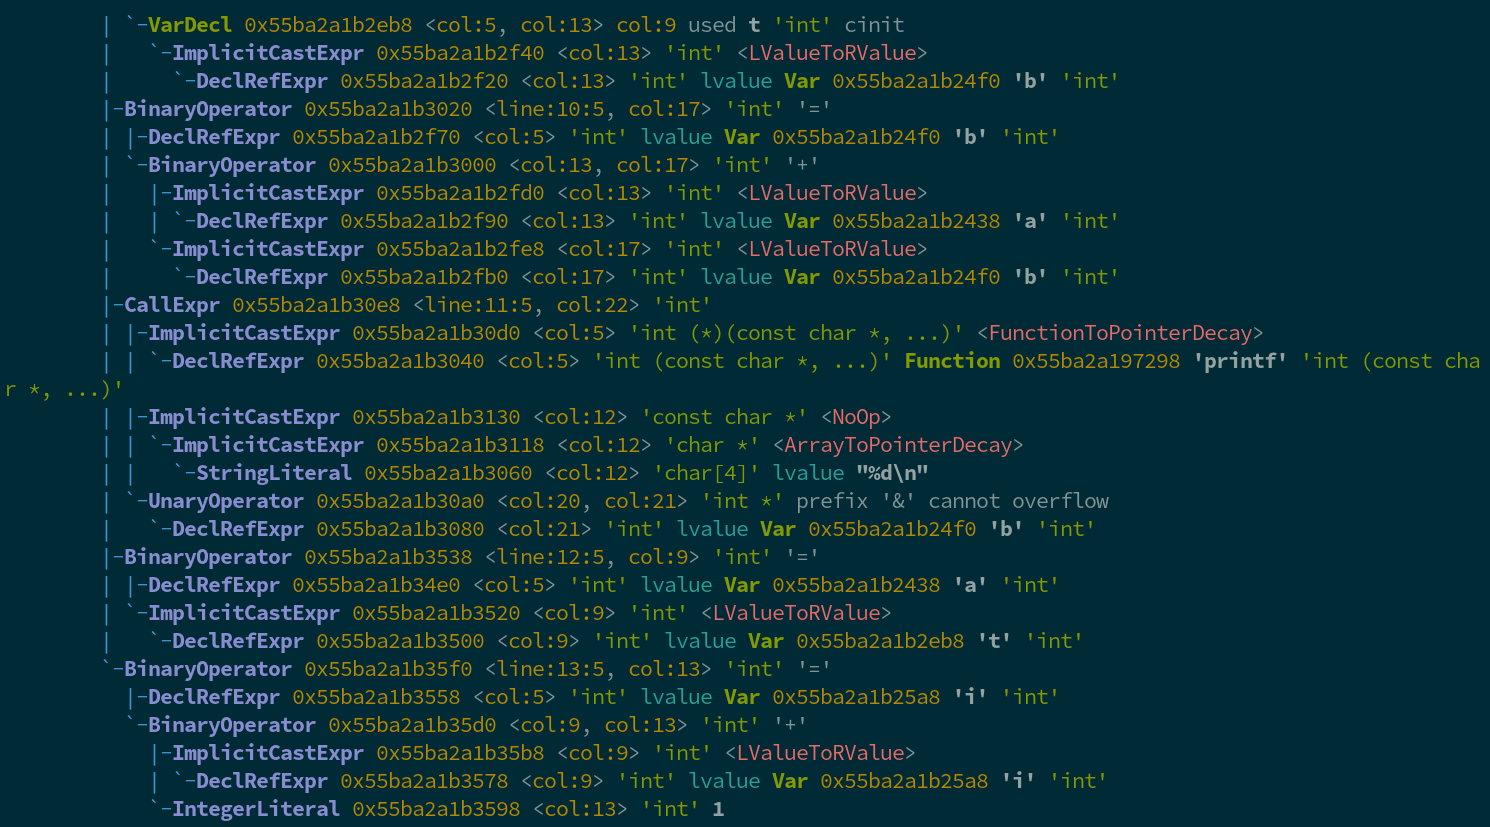 | `-VarDecl 0x55ba2a1b2eb8 <col:5, col:13> col:9 used t 'int' cinit
|   `-ImplicitCastExpr 0x55ba2a1b2f40 <col:13> 'int' <LValueToRValue>
|     `-DeclRefExpr 0x55ba2a1b2f20 <col:13> 'int' lvalue Var 0x55ba2a1b24f0 'b' 'int'
|-BinaryOperator 0x55ba2a1b3020 <line:10:5, col:17> 'int' '='
| |-DeclRefExpr 0x55ba2a1b2f70 <col:5> 'int' lvalue Var 0x55ba2a1b24f0 'b' 'int'
| `-BinaryOperator 0x55ba2a1b3000 <col:13, col:17> 'int' '+'
|   |-ImplicitCastExpr 0x55ba2a1b2fd0 <col:13> 'int' <LValueToRValue>
|   | `-DeclRefExpr 0x55ba2a1b2f90 <col:13> 'int' lvalue Var 0x55ba2a1b2438 'a' 'int'
|   `-ImplicitCastExpr 0x55ba2a1b2fe8 <col:17> 'int' <LValueToRValue>
|     `-DeclRefExpr 0x55ba2a1b2fb0 <col:17> 'int' lvalue Var 0x55ba2a1b24f0 'b' 'int'
|-CallExpr 0x55ba2a1b30e8 <line:11:5, col:22> 'int'
| |-ImplicitCastExpr 0x55ba2a1b30d0 <col:5> 'int (*)(const char *, ...)' <FunctionToPointerDecay>
| | `-DeclRefExpr 0x55ba2a1b3040 <col:5> 'int (const char *, ...)' Function 0x55ba2a197298 'printf' 'int (const cha
r *, ...)'
| |-ImplicitCastExpr 0x55ba2a1b3130 <col:12> 'const char *' <NoOp>
| | `-ImplicitCastExpr 0x55ba2a1b3118 <col:12> 'char *' <ArrayToPointerDecay>
| |   `-StringLiteral 0x55ba2a1b3060 <col:12> 'char[4]' lvalue "%d\n"
| `-UnaryOperator 0x55ba2a1b30a0 <col:20, col:21> 'int *' prefix '&' cannot overflow
|   `-DeclRefExpr 0x55ba2a1b3080 <col:21> 'int' lvalue Var 0x55ba2a1b24f0 'b' 'int'
|-BinaryOperator 0x55ba2a1b3538 <line:12:5, col:9> 'int' '='
| |-DeclRefExpr 0x55ba2a1b34e0 <col:5> 'int' lvalue Var 0x55ba2a1b2438 'a' 'int'
| `-ImplicitCastExpr 0x55ba2a1b3520 <col:9> 'int' <LValueToRValue>
|   `-DeclRefExpr 0x55ba2a1b3500 <col:9> 'int' lvalue Var 0x55ba2a1b2eb8 't' 'int'
`-BinaryOperator 0x55ba2a1b35f0 <line:13:5, col:13> 'int' '='
  |-DeclRefExpr 0x55ba2a1b3558 <col:5> 'int' lvalue Var 0x55ba2a1b25a8 'i' 'int'
  `-BinaryOperator 0x55ba2a1b35d0 <col:9, col:13> 'int' '+'
    |-ImplicitCastExpr 0x55ba2a1b35b8 <col:9> 'int' <LValueToRValue>
    | `-DeclRefExpr 0x55ba2a1b3578 <col:9> 'int' lvalue Var 0x55ba2a1b25a8 'i' 'int'
    `-IntegerLiteral 0x55ba2a1b3598 <col:13> 'int' 1